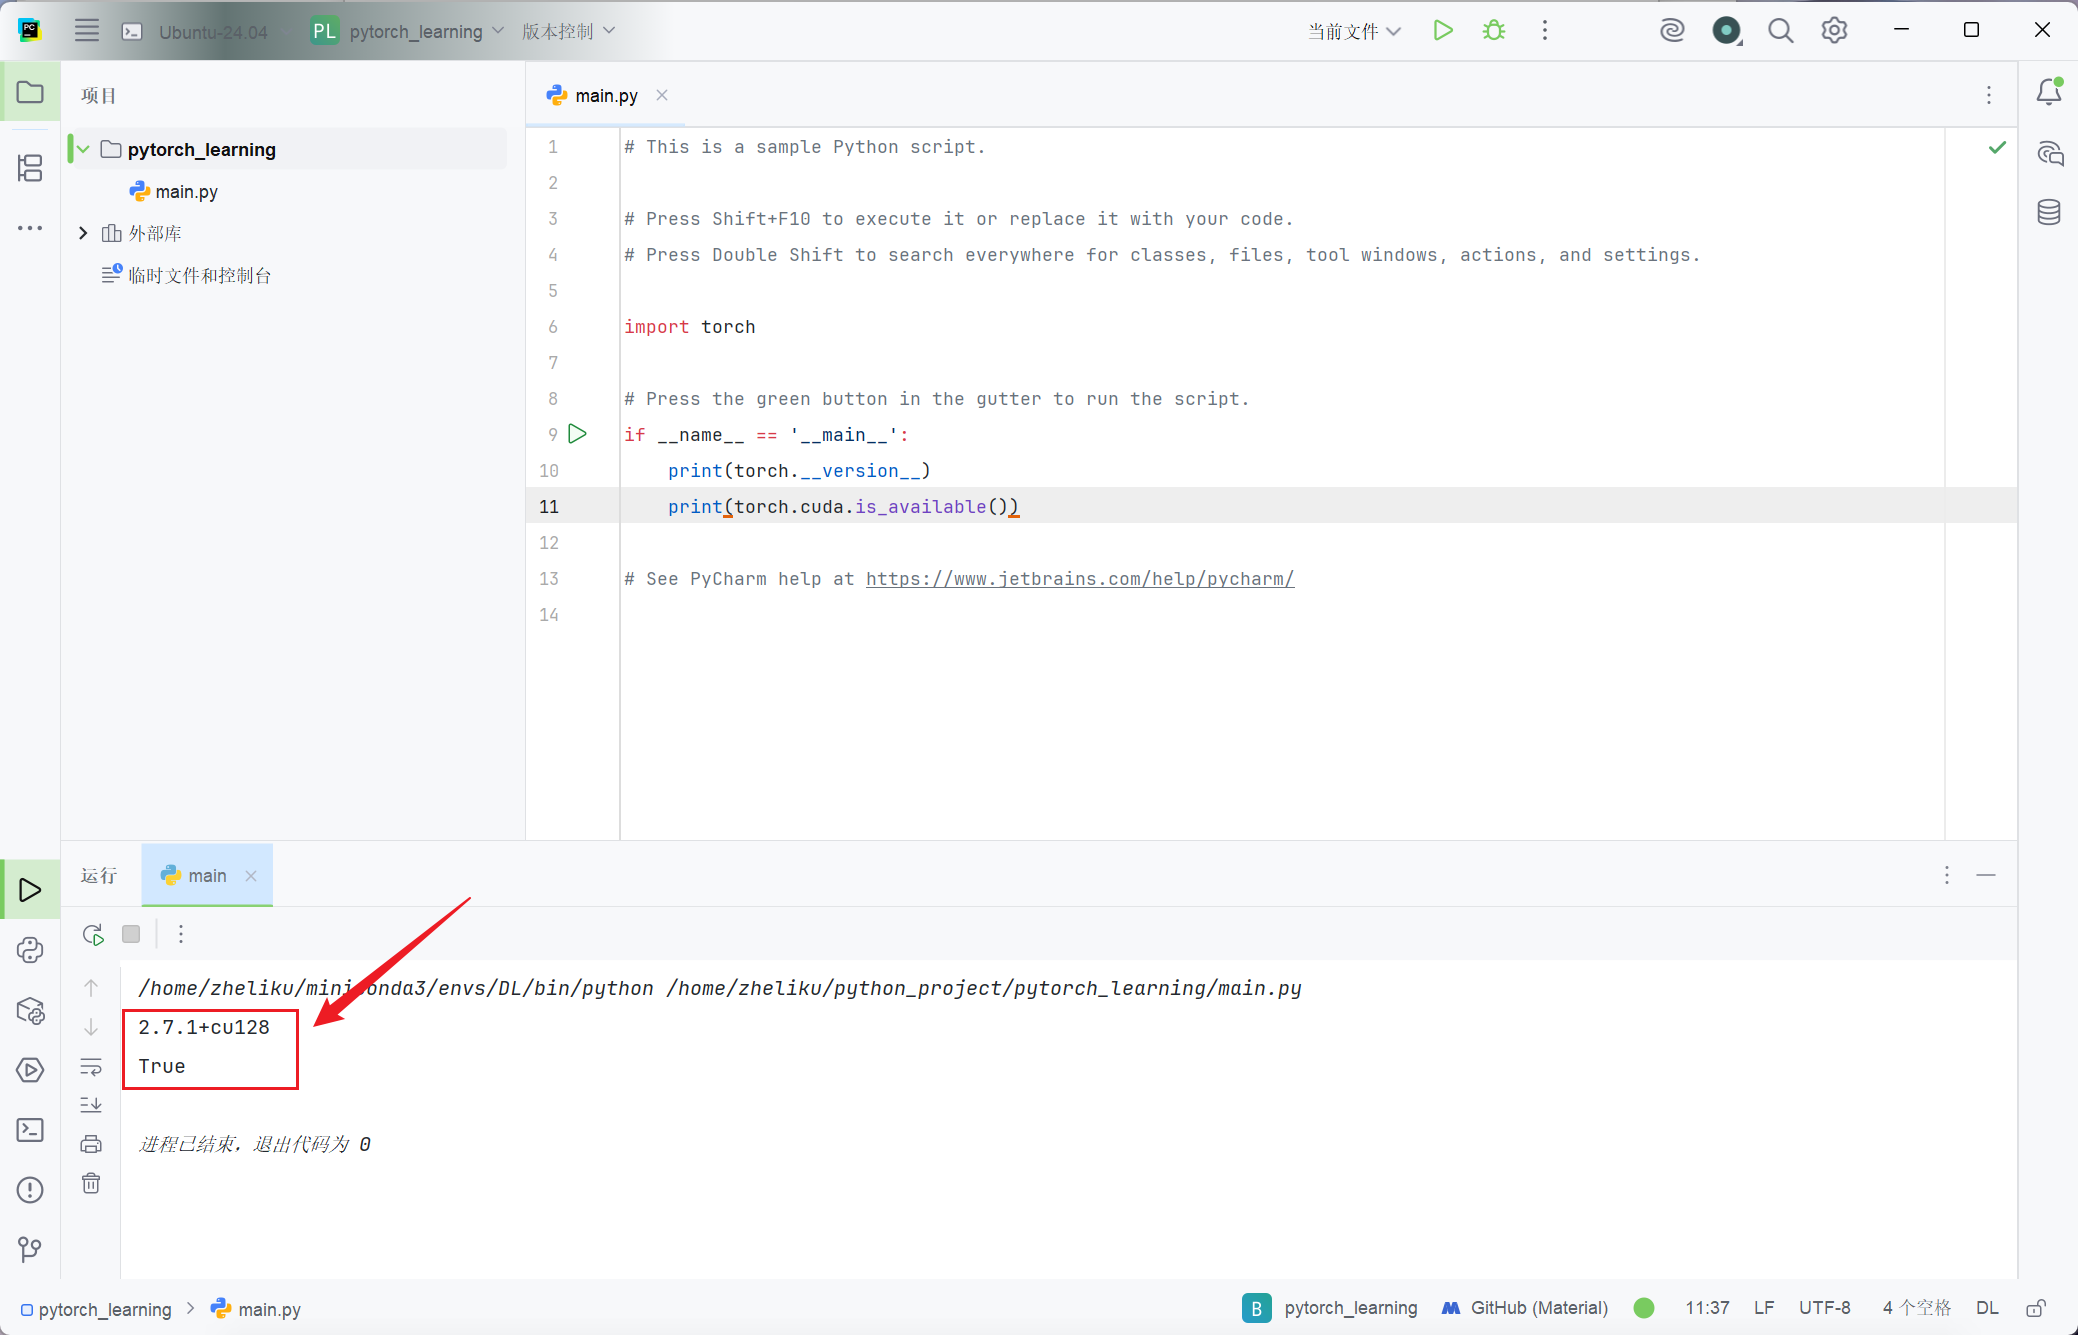 PC
Ubuntu-24.04
PL pytorch_learning
版本控制
当前文件
项目
main.py
pytorch_learning
main.py
外部库
临时文件和控制台
1 # This is a sample Python script.
2
3 # Press Shift+F10 to execute it or replace it with your code.
4 # Press Double Shift to search everywhere for classes, files, tool windows, actions, and settings.
5
6 import torch
7
8 # Press the green button in the gutter to run the script.
9 if __name__ == '__main__':
10 print(torch.__version__)
11 print(torch.cuda.is_available())
12
13 # See PyCharm help at https://www.jetbrains.com/help/pycharm/
14
运行
main
/home/zheliku/miniconda3/envs/DL/bin/python /home/zheliku/python_project/pytorch_learning/main.py
2.7.1+cu128
True
进程已结束，退出代码为 0
pytorch_learning > main.py
B pytorch_learning
GitHub (Material)
11:37
LF
UTF-8
4 个空格
DL